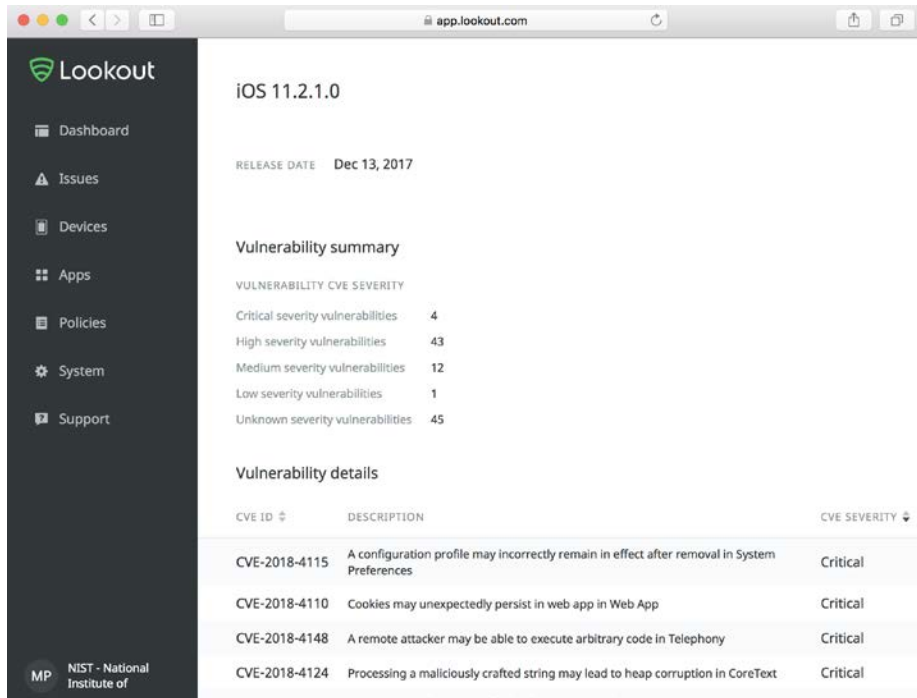 app.lookout.com
Lookout
Dashboard
Issues
Devices
Apps
Policies
System
Support
MP
NIST - National
Institute of
iOS 11.2.1.0
RELEASE DATE Dec 13, 2017
Vulnerability summary
VULNERABILITY CVE SEVERITY
Critical severity vulnerabilities 4
High severity vulnerabilities 43
Medium severity vulnerabilities 12
Low severity vulnerabilities 1
Unknown severity vulnerabilities 45
Vulnerability details
CVE ID DESCRIPTION CVE SEVERITY
CVE-2018-4115 A configuration profile may incorrectly remain in effect after removal in System Critical
Preferences
CVE-2018-4110 Cookies may unexpectedly persist in web app in Web App Critical
CVE-2018-4148 A remote attacker may be able to execute arbitrary code in Telephony Critical
CVE-2018-4124 Processing a maliciously crafted string may lead to heap corruption in CoreText Critical